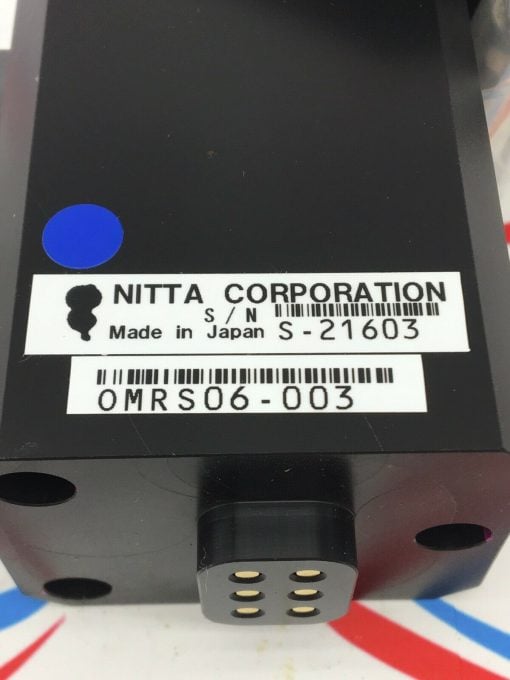 NITTA CORPORATION
S/N
Made in Japan S-21603
OMRS06-003